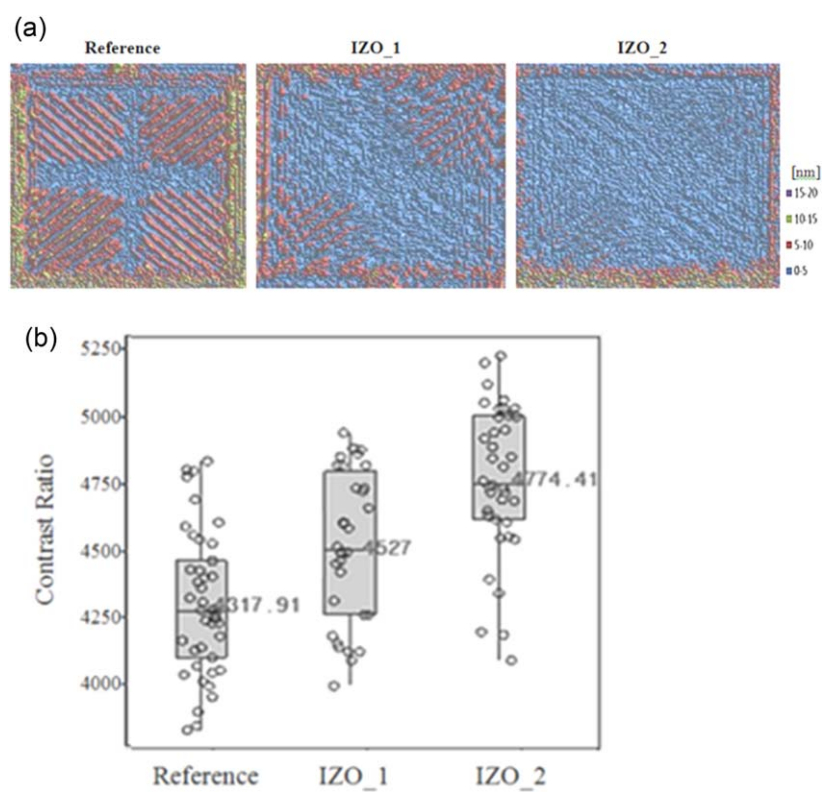 (a)
Reference IZO_1 IZO_2
[nm]
15-20
10-15
5-10
0-5
(b)
Contrast Ratio
5250
5000
4750
4500
4250
4000
4774.41
4527
4317.91
Reference IZO_1 IZO_2